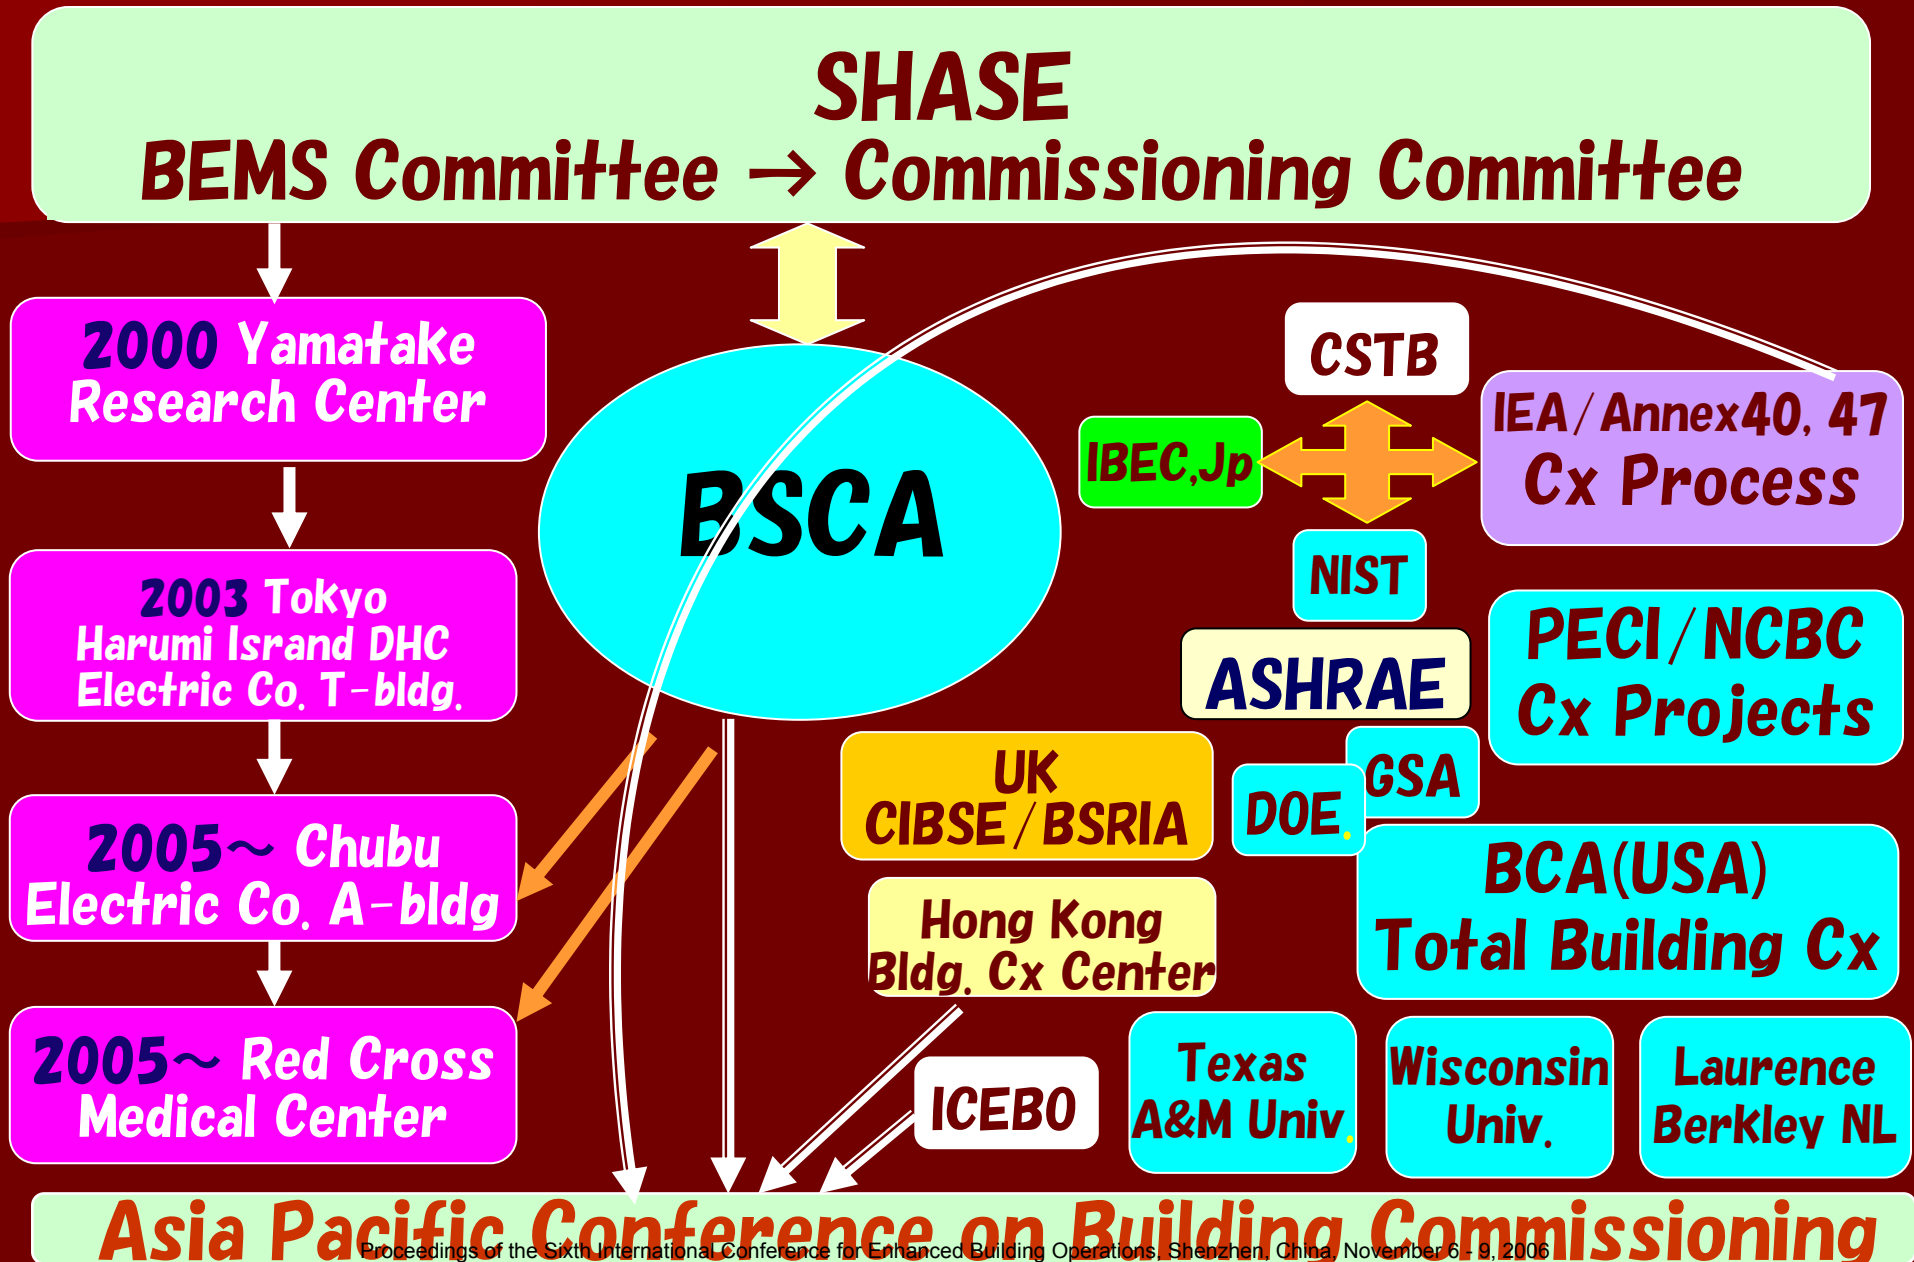 SHASE
BEMS Committee → Commissioning Committee
2000 Yamatake
Research Center
2003 Tokyo
Harumi Isrand DHC
Electric Co. T-bldg.
2005～ Chubu
Electric Co. A-bldg
2005～ Red Cross
Medical Center
BSCA
CSTB
IBEC,Jp
IEA/Annex40, 47
Cx Process
NIST
ASHRAE
PECI/NCBC
Cx Projects
UK
CIBSE/BSRIA
GSA
DOE.
BCA(USA)
Total Building Cx
Hong Kong
Bldg. Cx Center
ICEBO
Texas
A&M Univ.
Wisconsin
Univ.
Laurence
Berkley NL
Asia Pacific Conference on Building Commissioning
Proceedings of the Sixth International Conference for Enhanced Building Operations, Shenzhen, China, November 6 - 9, 2006